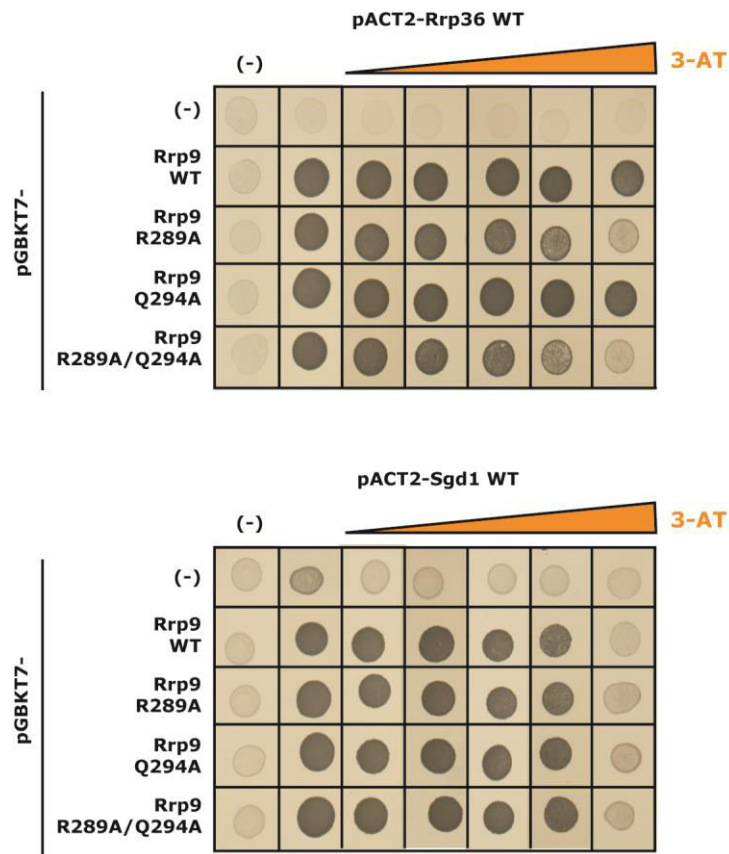 pACT2-Rrp36 WT
(-)
3-AT
pGBKT7-
(-)
Rrp9
WT
Rrp9
R289A
Rrp9
Q294A
Rrp9
R289A/Q294A
pACT2-Sgd1 WT
(-)
3-AT
pGBKT7-
(-)
Rrp9
WT
Rrp9
R289A
Rrp9
Q294A
Rrp9
R289A/Q294A